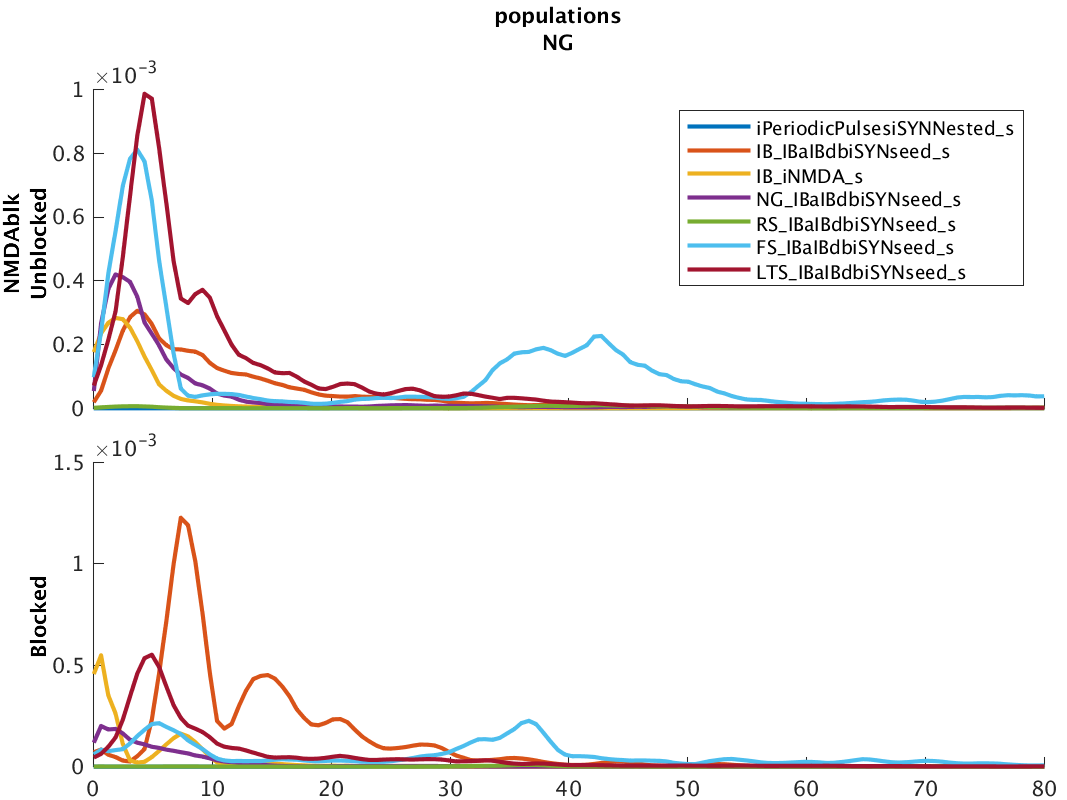 populations
NG
×10⁻³
1
0.8
0.6
0.4
0.2
0
NMDAblk
Unblocked
iPeriodicPulsesiSYNNested_s
IB_IBaIBdbiSYNseed_s
IB_iNMDA_s
NG_IBaIBdbiSYNseed_s
RS_IBaIBdbiSYNseed_s
FS_IBaIBdbiSYNseed_s
LTS_IBaIBdbiSYNseed_s
×10⁻³
1.5
1
0.5
0
Blocked
0 10 20 30 40 50 60 70 80